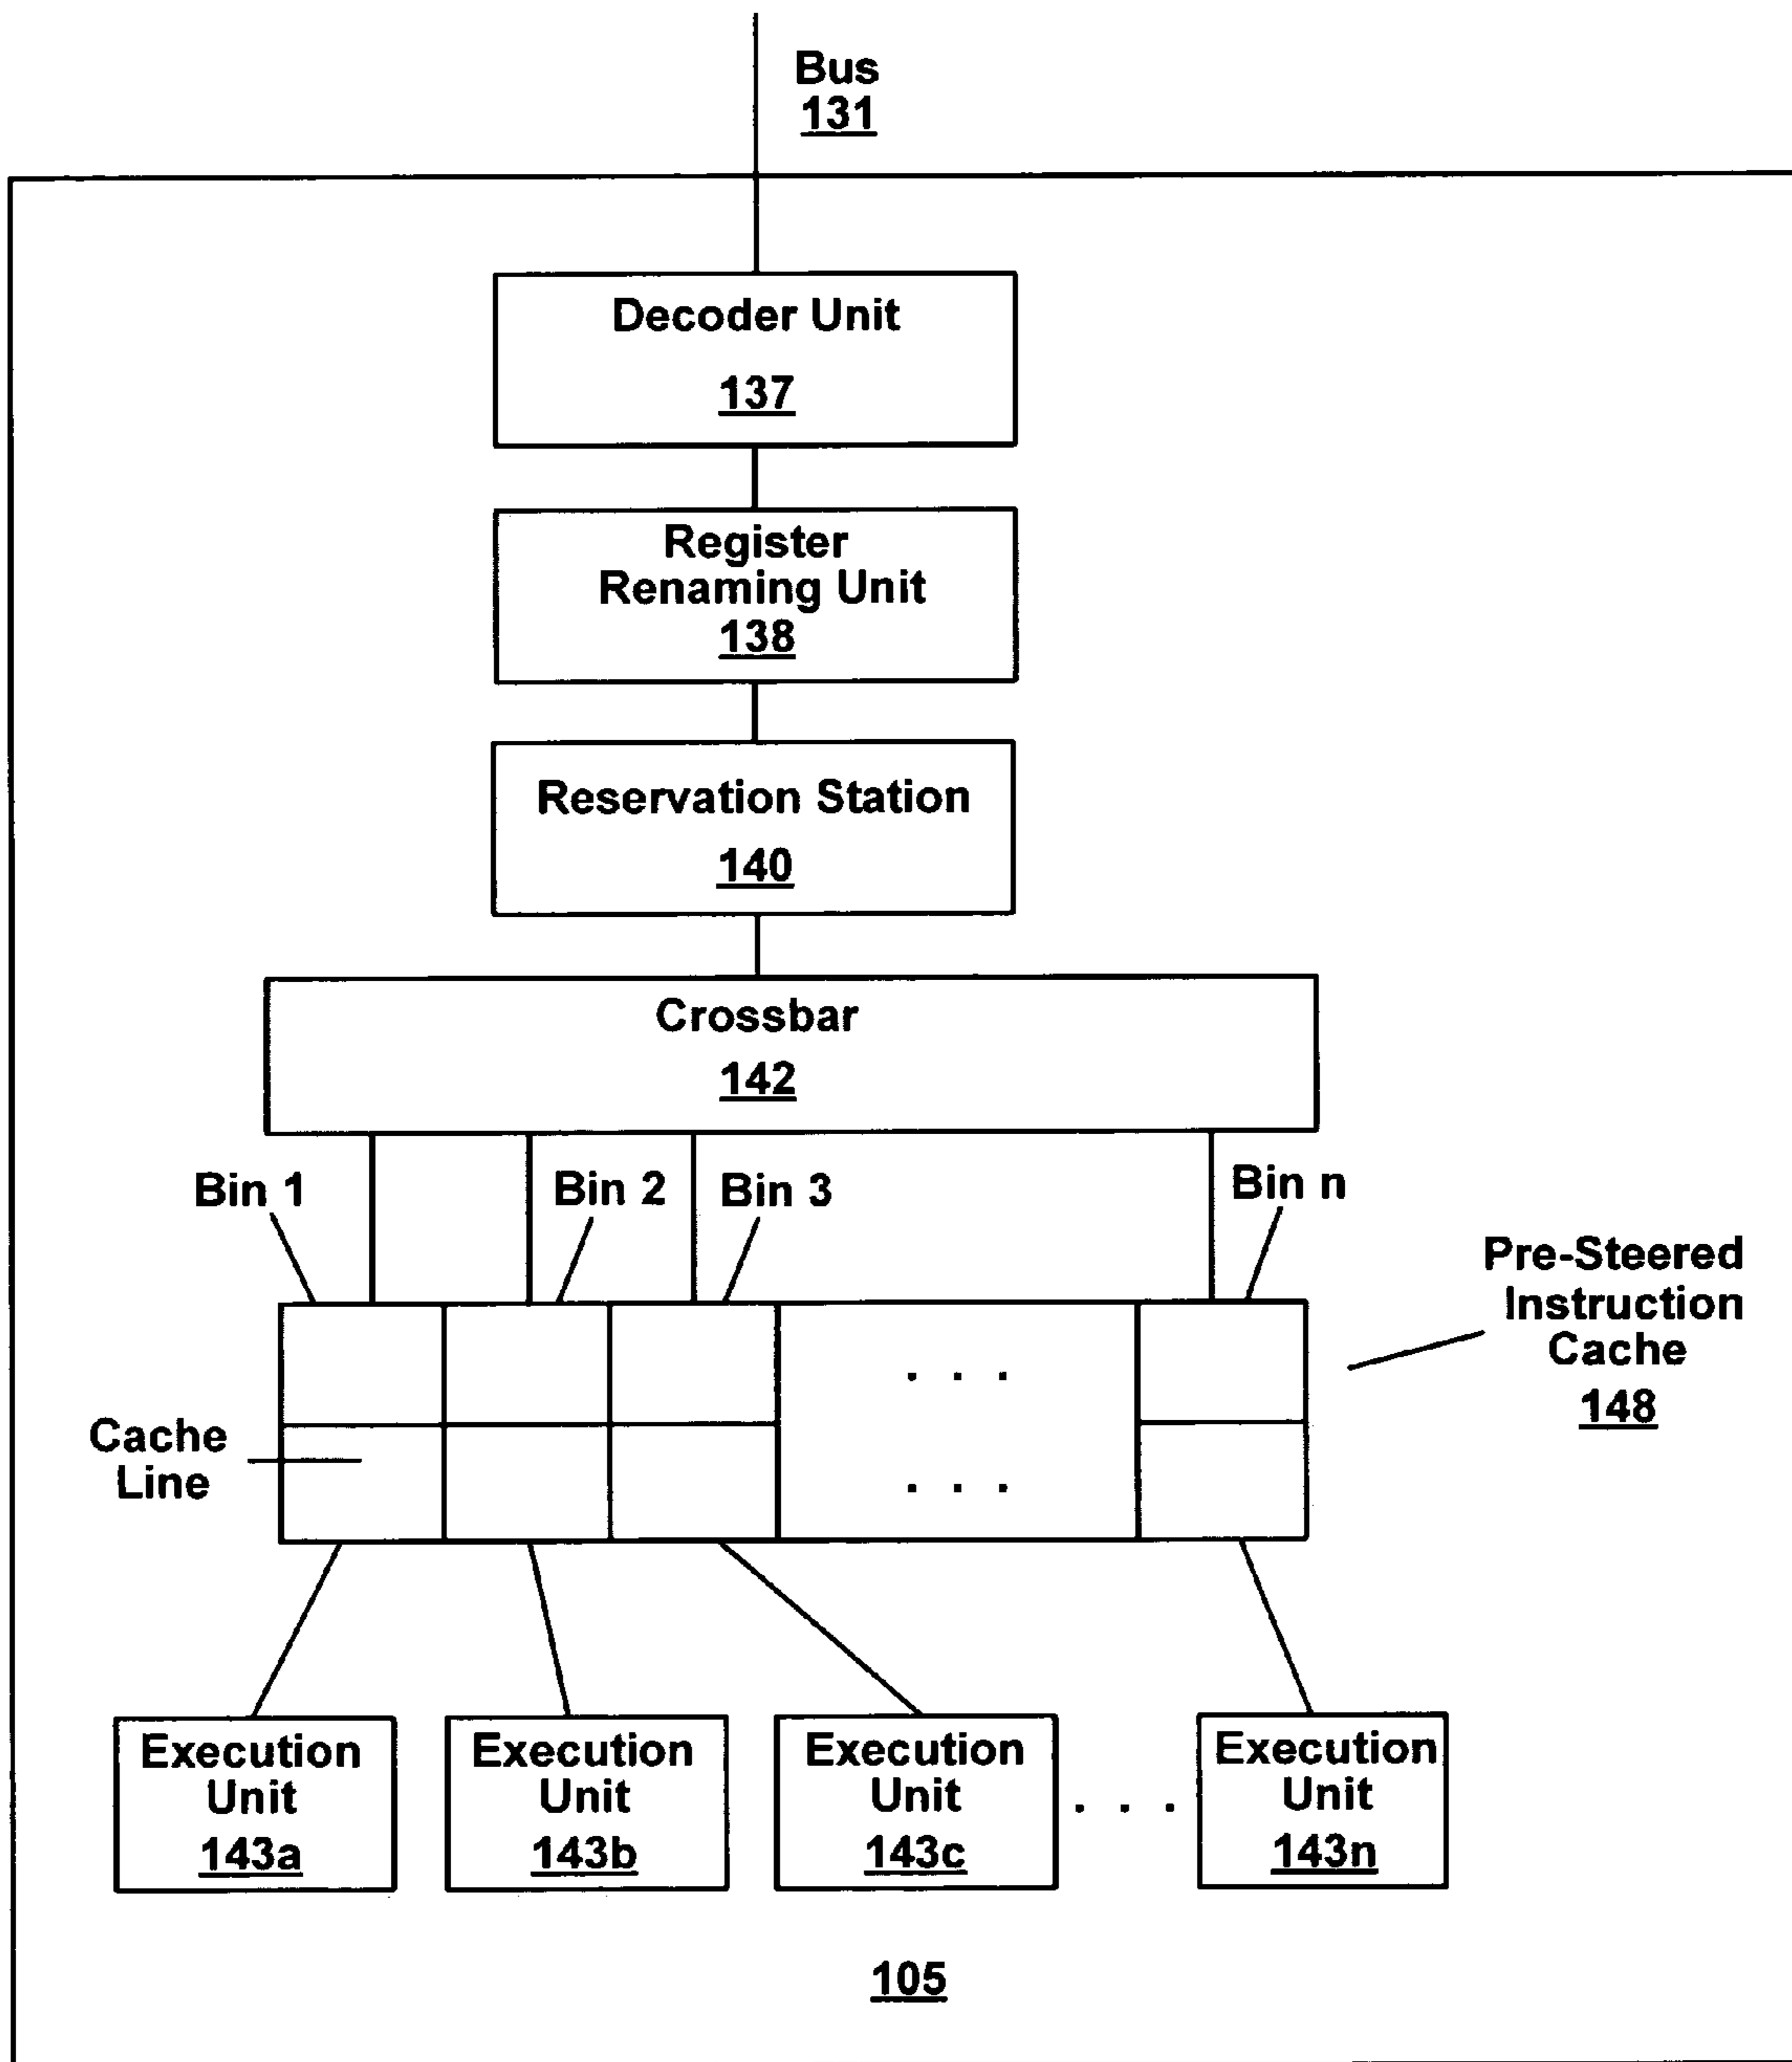 Bus
131
Decoder Unit
137
Register
Renaming Unit
138
Reservation Station
140
Crossbar
142
Bin 1
Bin 2
Bin 3
Bin n
Pre-Steered
Instruction
Cache
148
. . .
Cache
Line
. . .
Execution
Unit
143a
Execution
Unit
143b
Execution
Unit
143c
. . .
Execution
Unit
143n
105